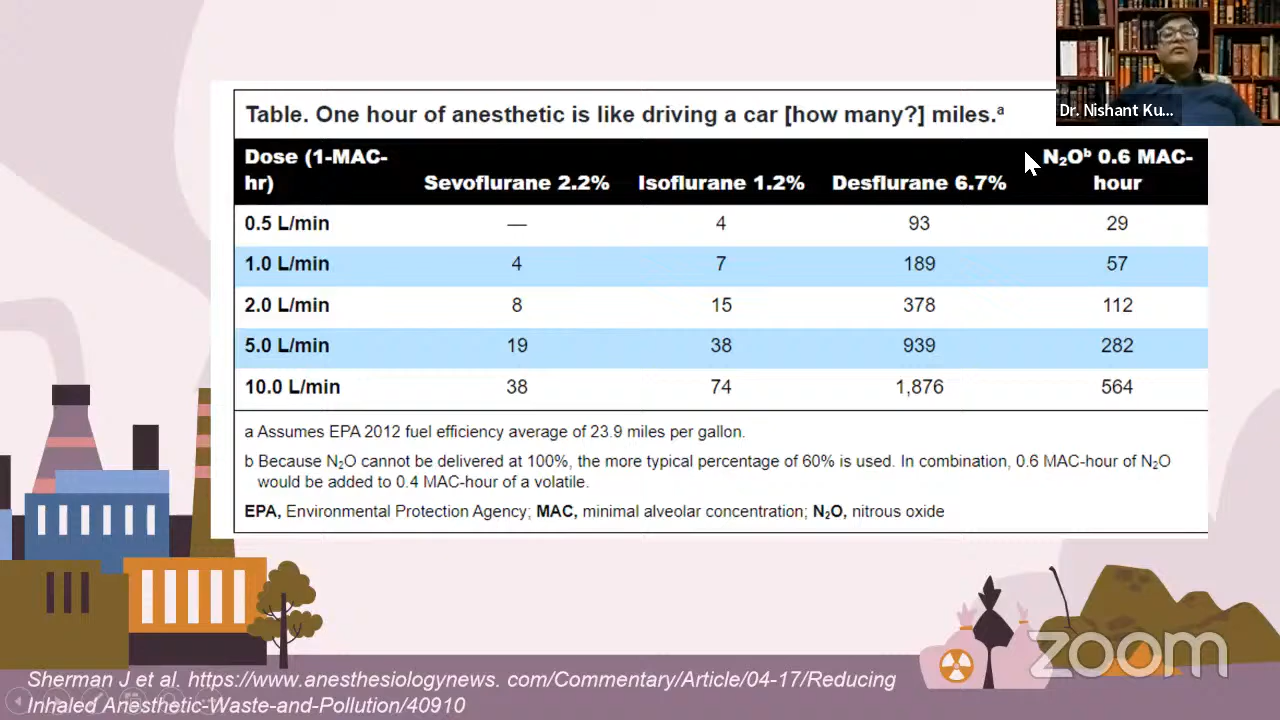 Dr. Nishant Ku...
Table. One hour of anesthetic is like driving a car [how many?] miles.ᵃ
Dose (1-MAC-hr) Sevoflurane 2.2% Isoflurane 1.2% Desflurane 6.7% N₂Oᵇ 0.6 MAC-hour
0.5 L/min — 4 93 29
1.0 L/min 4 7 189 57
2.0 L/min 8 15 378 112
5.0 L/min 19 38 939 282
10.0 L/min 38 74 1,876 564
a Assumes EPA 2012 fuel efficiency average of 23.9 miles per gallon.
b Because N₂O cannot be delivered at 100%, the more typical percentage of 60% is used. In combination, 0.6 MAC-hour of N₂O
would be added to 0.4 MAC-hour of a volatile.
EPA, Environmental Protection Agency; MAC, minimal alveolar concentration; N₂O, nitrous oxide
zoom
Sherman J et al. https://www.anesthesiologynews. com/Commentary/Article/04-17/Reducing
Inhaled Anesthetic-Waste-and-Pollution/40910